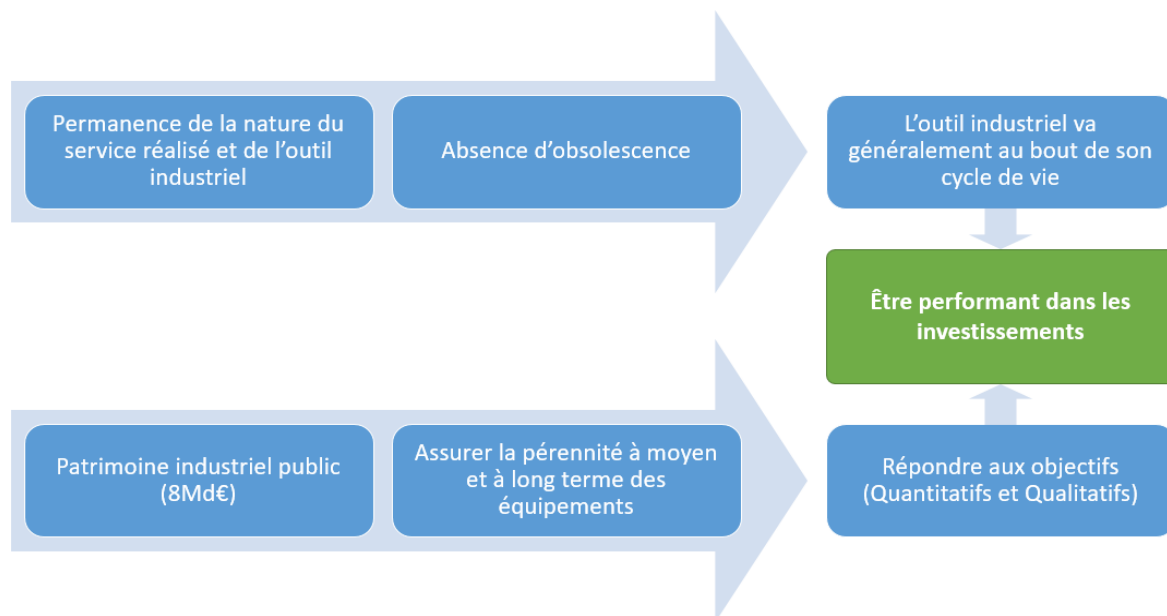 Permanence de la nature du
service réalisé et de l’outil
industriel
Absence d’obsolescence
L’outil industriel va
généralement au bout de son
cycle de vie
Être performant dans les
investissements
Patrimoine industriel public
(8Md€)
Assurer la pérennité à moyen
et à long terme des
équipements
Répondre aux objectifs
(Quantitatifs et Qualitatifs)